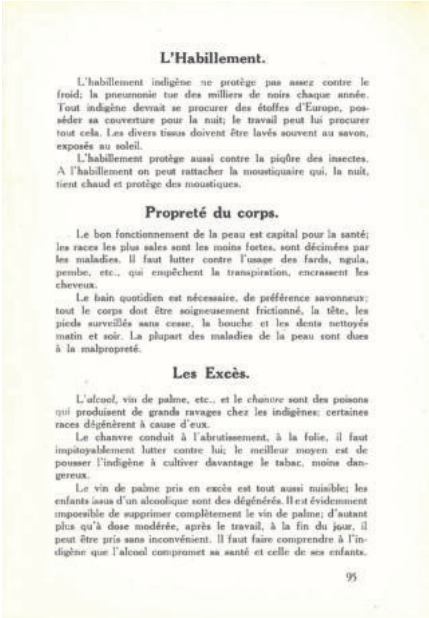 L'Habillement.
L'habillement indigène ne protège pas assez contre le
froid; la pneumonie tue des milliers de noirs chaque année.
Tout indigène devrait se procurer des étoffes d'Europe, pos-
séder sa couverture pour la nuit; le travail peut lui procurer
tout cela. Les divers tissus doivent être lavés souvent au savon,
exposés au soleil.
L'habillement protège aussi contre la piqûre des insectes.
A l'habillement on peut rattacher la moustiquaire qui, la nuit,
tient chaud et protège des moustiques.
Propreté du corps.
Le bon fonctionnement de la peau est capital pour la santé;
les races les plus sales sont les moins fortes, sont décimées par
les maladies. Il faut lutter contre l'usage des fards, ngula,
pembe, etc., qui empêchent la transpiration, encrassent les
cheveux.
Le bain quotidien est nécessaire, de préférence savonneux;
tout le corps doit être soigneusement frictionné, la tête, les
pieds surveillés sans cesse, la bouche et les dents nettoyés
matin et soir. La plupart des maladies de la peau sont dues
à la malpropreté.
Les Excès.
L'alcool, vin de palme, etc., et le chanvre sont des poisons
qui produisent de grands ravages chez les indigènes; certaines
races dégénèrent à cause d'eux.
Le chanvre conduit à l'abrutissement, à la folie, il faut
impitoyablement lutter contre lui; le meilleur moyen est de
pousser l'indigène à cultiver davantage le tabac, moins dan-
gereux.
Le vin de palme pris en excès est tout aussi nuisible; les
enfants issus d'un alcoolique sont des dégénérés. Il est évidemment
impossible de supprimer complètement le vin de palme; d'autant
plus qu'à dose modérée, après le travail, à la fin du jour, il
peut être pris sans inconvénient. Il faut faire comprendre à l'in-
digène que l'alcool compromet sa santé et celle de ses enfants.
95